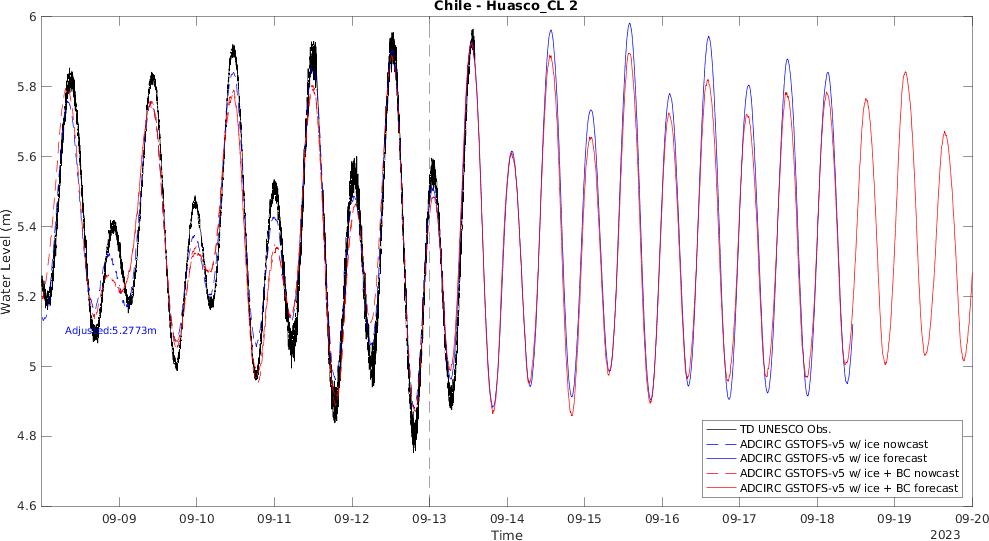 Chile - Huasco_CL 2
Water Level (m)
6
5.8
5.6
5.4
5.2
5
4.8
4.6
Adjusted:5.2773m
TD UNESCO Obs.
ADCIRC GSTOFS-v5 w/ ice nowcast
ADCIRC GSTOFS-v5 w/ ice forecast
ADCIRC GSTOFS-v5 w/ ice + BC nowcast
ADCIRC GSTOFS-v5 w/ ice + BC forecast
09-09 09-10 09-11 09-12 09-13 09-14 09-15 09-16 09-17 09-18 09-19 09-20
Time
2023